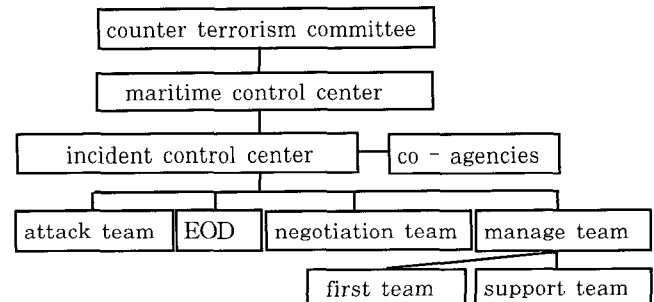 counter terrorism committee
maritime control center
incident control center
co - agencies
attack team
EOD
negotiation team
manage team
first team
support team